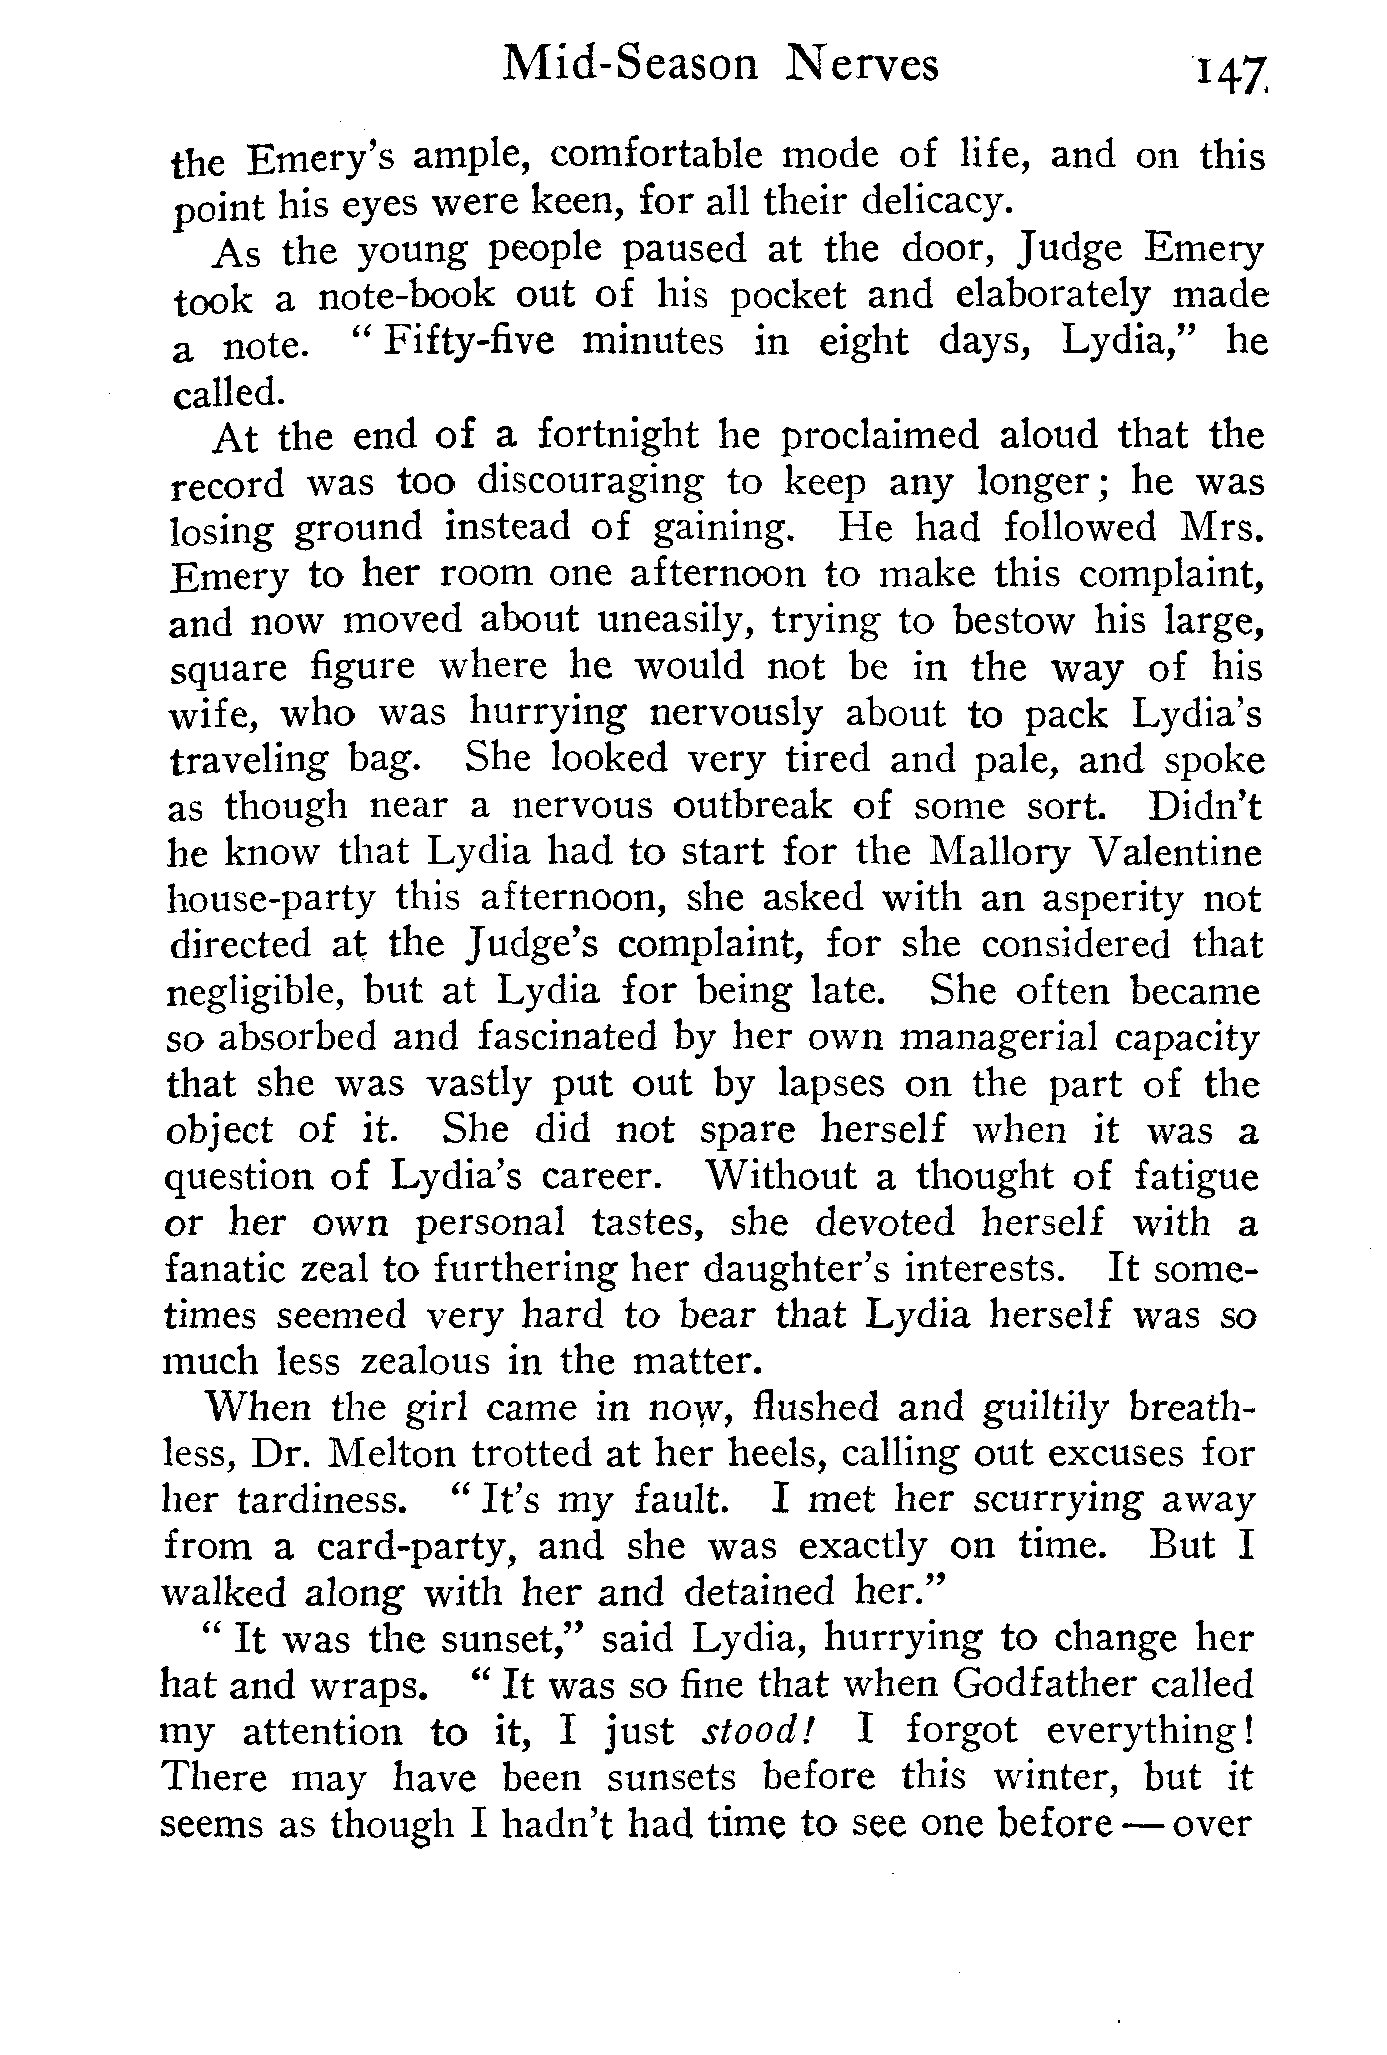 Mid-Season Nerves 147
the Emery's ample, comfortable mode of life, and on this
point his eyes were keen, for all their delicacy.
As the young people paused at the door, Judge Emery
took a note-book out of his pocket and elaborately made
a note. "Fifty-five minutes in eight days, Lydia," he
called.
At the end of a fortnight he proclaimed aloud that the
record was too discouraging to keep any longer; he was
losing ground instead of gaining. He had followed Mrs.
Emery to her room one afternoon to make this complaint,
and now moved about uneasily, trying to bestow his large,
square figure where he would not be in the way of his
wife, who was hurrying nervously about to pack Lydia's
traveling bag. She looked very tired and pale, and spoke
as though near a nervous outbreak of some sort. Didn't
he know that Lydia had to start for the Mallory Valentine
house-party this afternoon, she asked with an asperity not
directed at the Judge's complaint, for she considered that
negligible, but at Lydia for being late. She often became
so absorbed and fascinated by her own managerial capacity
that she was vastly put out by lapses on the part of the
object of it. She did not spare herself when it was a
question of Lydia's career. Without a thought of fatigue
or her own personal tastes, she devoted herself with a
fanatic zeal to furthering her daughter's interests. It some-
times seemed very hard to bear that Lydia herself was so
much less zealous in the matter.
When the girl came in now, flushed and guiltily breath-
less, Dr. Melton trotted at her heels, calling out excuses for
her tardiness. "It's my fault. I met her scurrying away
from a card-party, and she was exactly on time. But I
walked along with her and detained her."
"It was the sunset," said Lydia, hurrying to change her
hat and wraps. "It was so fine that when Godfather called
my attention to it, I just stood! I forgot everything!
There may have been sunsets before this winter, but it
seems as though I hadn't had time to see one before—over